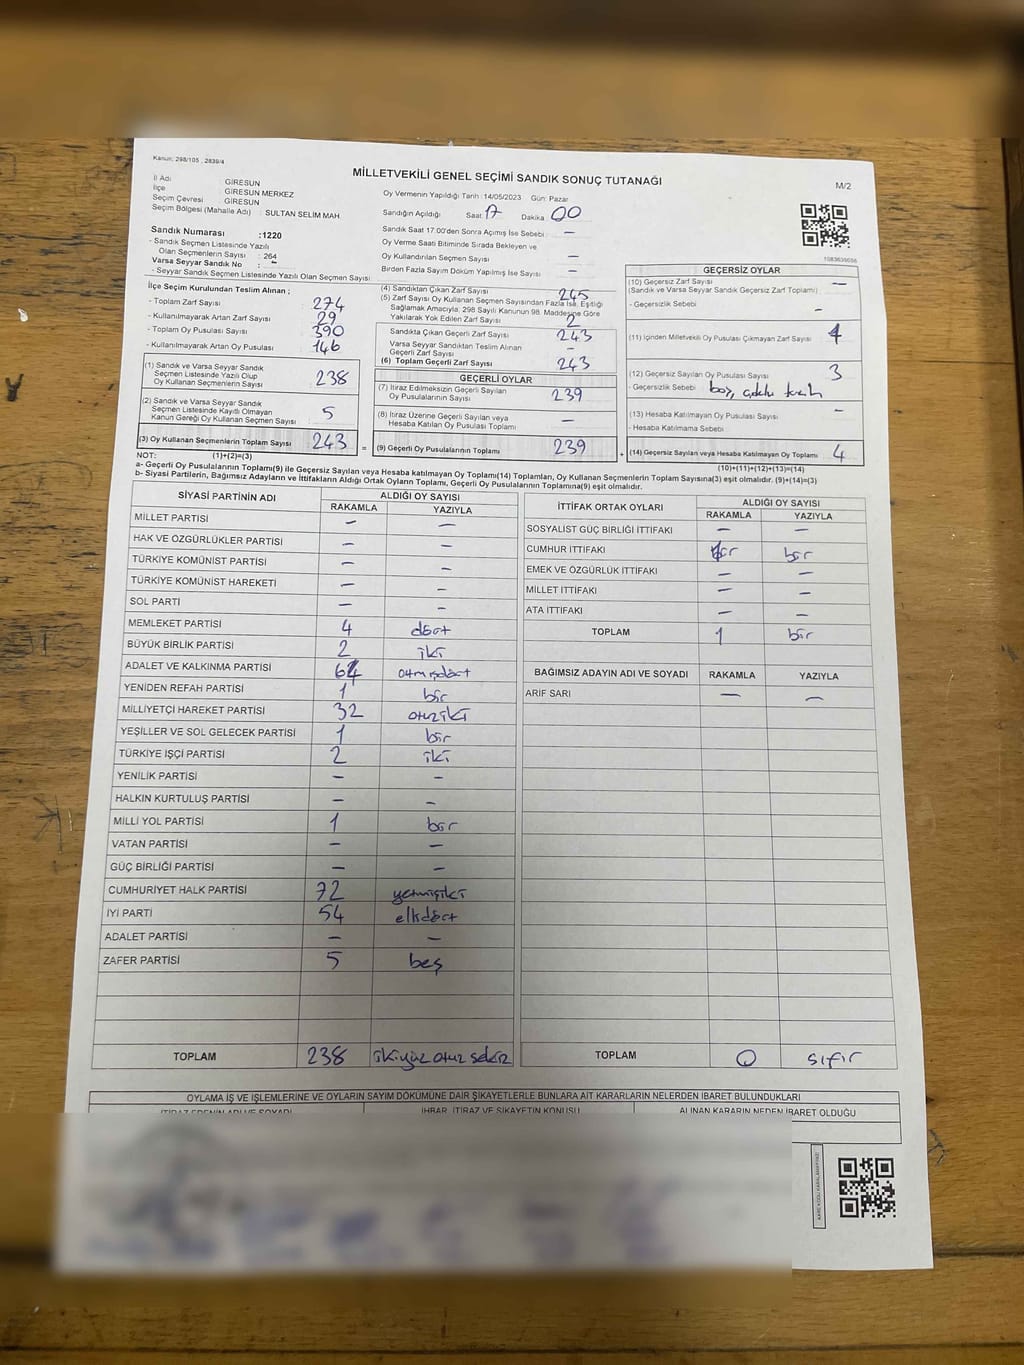 Kanun: 298/105 , 2839/4
MİLLETVEKİLİ GENEL SEÇİMİ SANDIK SONUÇ TUTANAĞI
M/2
İl Adı : GİRESUN
İlçe : GİRESUN MERKEZ
Seçim Çevresi : GİRESUN
Seçim Bölgesi (Mahalle Adı) : SULTAN SELİM MAH.
Sandık Numarası :1220
- Sandık Seçmen Listesinde Yazılı
Olan Seçmenlerin Sayısı : 264
Varsa Seyyar Sandık No : –
- Seyyar Sandık Seçmen Listesinde Yazılı Olan Seçmen Sayısı
Oy Vermenin Yapıldığı Tarih : 14/05/2023 Gün: Pazar
Sandığın Açıldığı Saat 17 Dakika 00
Sandık Saat 17.00'den Sonra Açımış İse Sebebi : –
Oy Verme Saati Bitiminde Sırada Bekleyen ve
Oy Kullandırılan Seçmen Sayısı –
Birden Fazla Sayım Döküm Yapılmış İse Sayısı –
İlçe Seçim Kurulundan Teslim Alınan ;
- Toplam Zarf Sayısı 274
- Kullanılmayarak Artan Zarf Sayısı 29
- Toplam Oy Pusulası Sayısı 390
- Kullanılmayarak Artan Oy Pusulası 146
(1) Sandık ve Varsa Seyyar Sandık
Seçmen Listesinde Yazılı Olup
Oy Kullanan Seçmenlerin Sayısı 238
(2) Sandık ve Varsa Seyyar Sandık
Seçmen Listesinde Kayıtlı Olmayan
Kanun Gereği Oy Kullanan Seçmen Sayısı 5
(3) Oy Kullanan Seçmenlerin Toplam Sayısı 243 =
(4) Sandıktan Çıkan Zarf Sayısı 245
(5) Zarf Sayısı Oy Kullanan Seçmen Sayısından Fazla İse, Eşitliği
Sağlamak Amacıyla, 298 Sayılı Kanunun 98. Maddesine Göre
Yakılarak Yok Edilen Zarf Sayısı 2
Sandıkta Çıkan Geçerli Zarf Sayısı 243
Varsa Seyyar Sandıktan Teslim Alınan
Geçerli Zarf Sayısı –
(6) Toplam Geçerli Zarf Sayısı 243
GEÇERLİ OYLAR
(7) İtiraz Edilmeksizin Geçerli Sayılan
Oy Pusulalarının Sayısı 239
(8) İtiraz Üzerine Geçerli Sayılan veya
Hesaba Katılan Oy Pusulası Toplamı –
(9) Geçerli Oy Pusulalarının Toplamı 239 +
GEÇERSİZ OYLAR
(10) Geçersiz Zarf Sayısı –
(Sandık ve Varsa Seyyar Sandık Geçersiz Zarf Toplamı)
- Geçersizlik Sebebi –
(11) İçinden Milletvekili Oy Pusulası Çıkmayan Zarf Sayısı 1
(12) Geçersiz Sayılan Oy Pusulası Sayısı 3
- Geçersizlik Sebebi boş,
(13) Hesaba Katılmayan Oy Pusulası Sayısı –
- Hesaba Katılmama Sebebi
(14) Geçersiz Sayılan veya Hesaba Katılmayan Oy Toplamı 4
NOT: (1)+(2)=(3) (10)+(11)+(12)+(13)=(14)
a- Geçerli Oy Pusulalarının Toplamı(9) ile Geçersiz Sayılan veya Hesaba katılmayan Oy Toplamı(14) Toplamları, Oy Kullanan Seçmenlerin Toplam Sayısına(3) eşit olmalıdır. (9)+(14)=(3)
b- Siyasi Partilerin, Bağımsız Adayların ve İttifakların Aldığı Ortak Oyların Toplamı, Geçerli Oy Pusulalarının Toplamına(9) eşit olmalıdır.
SİYASİ PARTİNİN ADI ALDIĞI OY SAYISI
RAKAMLA YAZIYLA
MİLLET PARTİSİ – –
HAK VE ÖZGÜRLÜKLER PARTİSİ – –
TÜRKİYE KOMÜNİST PARTİSİ – –
TÜRKİYE KOMÜNİST HAREKETİ – –
SOL PARTİ – –
MEMLEKET PARTİSİ 4 dört
BÜYÜK BİRLİK PARTİSİ 2 iki
ADALET VE KALKINMA PARTİSİ 64 altmışdört
YENİDEN REFAH PARTİSİ 1 bir
MİLLİYETÇİ HAREKET PARTİSİ 32 otuziki
YEŞİLLER VE SOL GELECEK PARTİSİ 1 bir
TÜRKİYE İŞÇİ PARTİSİ 2 iki
YENİLİK PARTİSİ – –
HALKIN KURTULUŞ PARTİSİ – –
MİLLİ YOL PARTİSİ 1 bir
VATAN PARTİSİ – –
GÜÇ BİRLİĞİ PARTİSİ – –
CUMHURİYET HALK PARTİSİ 72 yetmişiki
İYİ PARTİ 54 ellidört
ADALET PARTİSİ – –
ZAFER PARTİSİ 5 beş
TOPLAM 238 ikiyüz otuz sekiz
İTTİFAK ORTAK OYLARI ALDIĞI OY SAYISI
RAKAMLA YAZIYLA
SOSYALİST GÜÇ BİRLİĞİ İTTİFAKI – –
CUMHUR İTTİFAKI bir bir
EMEK VE ÖZGÜRLÜK İTTİFAKI – –
MİLLET İTTİFAKI – –
ATA İTTİFAKI – –
TOPLAM 1 bir
BAĞIMSIZ ADAYIN ADI VE SOYADI RAKAMLA YAZIYLA
ARİF SARI – –
TOPLAM 0 sıfır
OYLAMA İŞ VE İŞLEMLERİNE VE OYLARIN SAYIM DÖKÜMÜNE DAİR ŞİKAYETLERLE BUNLARA AİT KARARLARIN NELERDEN İBARET BULUNDUKLARI
İTİRAZ EDENİN ADI VE SOYADI İHBAR, İTİRAZ VE ŞİKAYETİN KONUSU ALINAN KARARIN NEDEN İBARET OLDUĞU